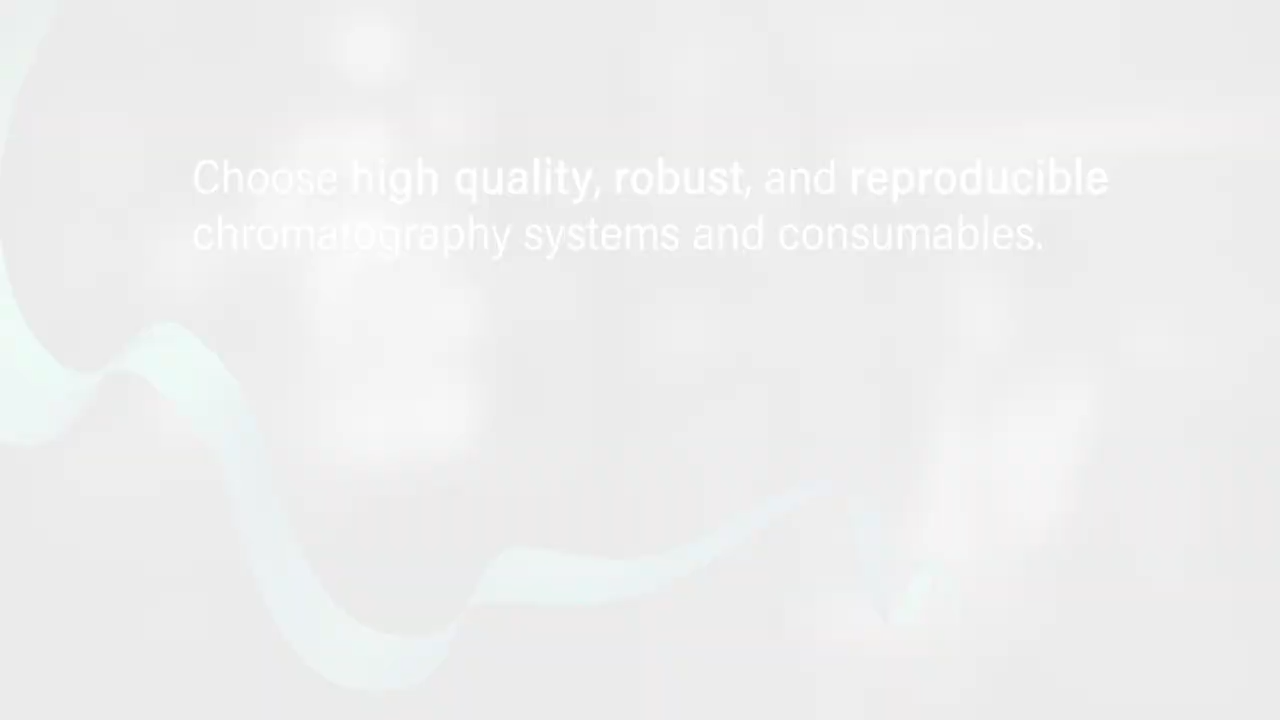 Choose high quality, robust, and reproducible
chromatography systems and consumables.